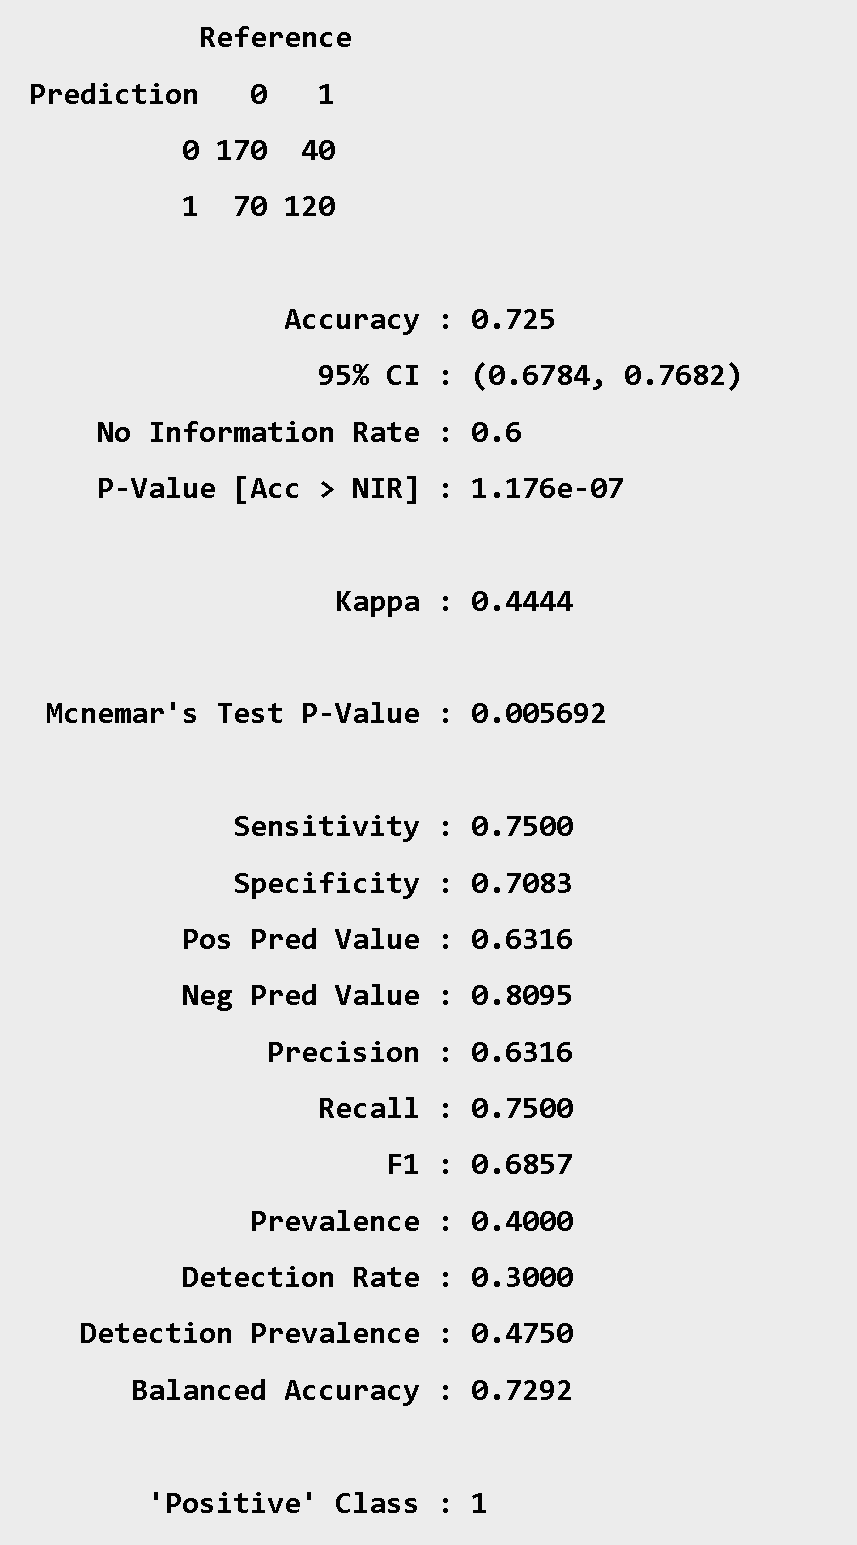 Reference
Prediction 0 1
0 170 40
1 70 120
Accuracy : 0.725
95% CI : (0.6784, 0.7682)
No Information Rate : 0.6
P-Value [Acc > NIR] : 1.176e-07
Kappa : 0.4444
Mcnemar's Test P-Value : 0.005692
Sensitivity : 0.7500
Specificity : 0.7083
Pos Pred Value : 0.6316
Neg Pred Value : 0.8095
Precision : 0.6316
Recall : 0.7500
F1 : 0.6857
Prevalence : 0.4000
Detection Rate : 0.3000
Detection Prevalence : 0.4750
Balanced Accuracy : 0.7292
'Positive' Class : 1